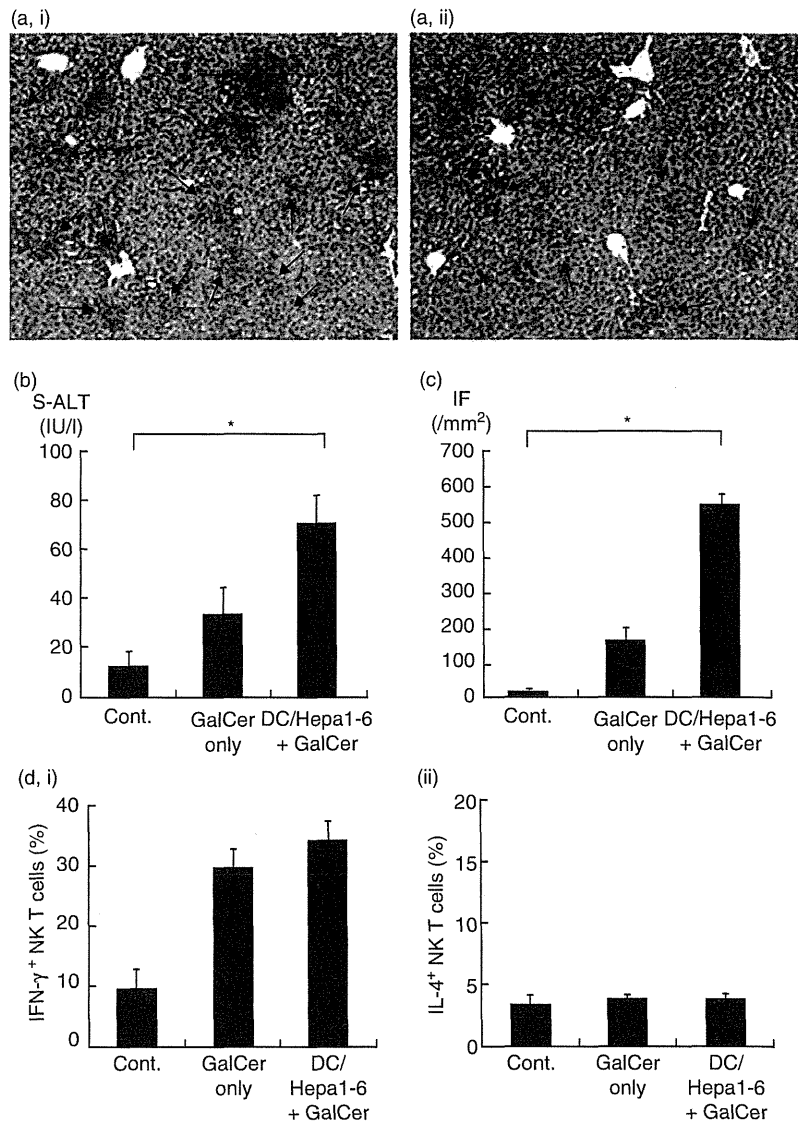 (a, i)
(a, ii)
(b)
S-ALT
(IU/l)
*
100
80
60
40
20
0
Cont.
GalCer
only
DC/Hepa1-6
+ GalCer
(c)
IF
(/mm²)
*
700
600
500
400
300
200
100
0
Cont.
GalCer
only
DC/Hepa1-6
+ GalCer
(d, i)
IFN-γ⁺ NK T cells (%)
40
30
20
10
0
Cont.
GalCer
only
DC/
Hepa1-6
+ GalCer
(ii)
IL-4⁺ NK T cells (%)
20
15
10
5
0
Cont.
GalCer
only
DC/
Hepa1-6
+ GalCer